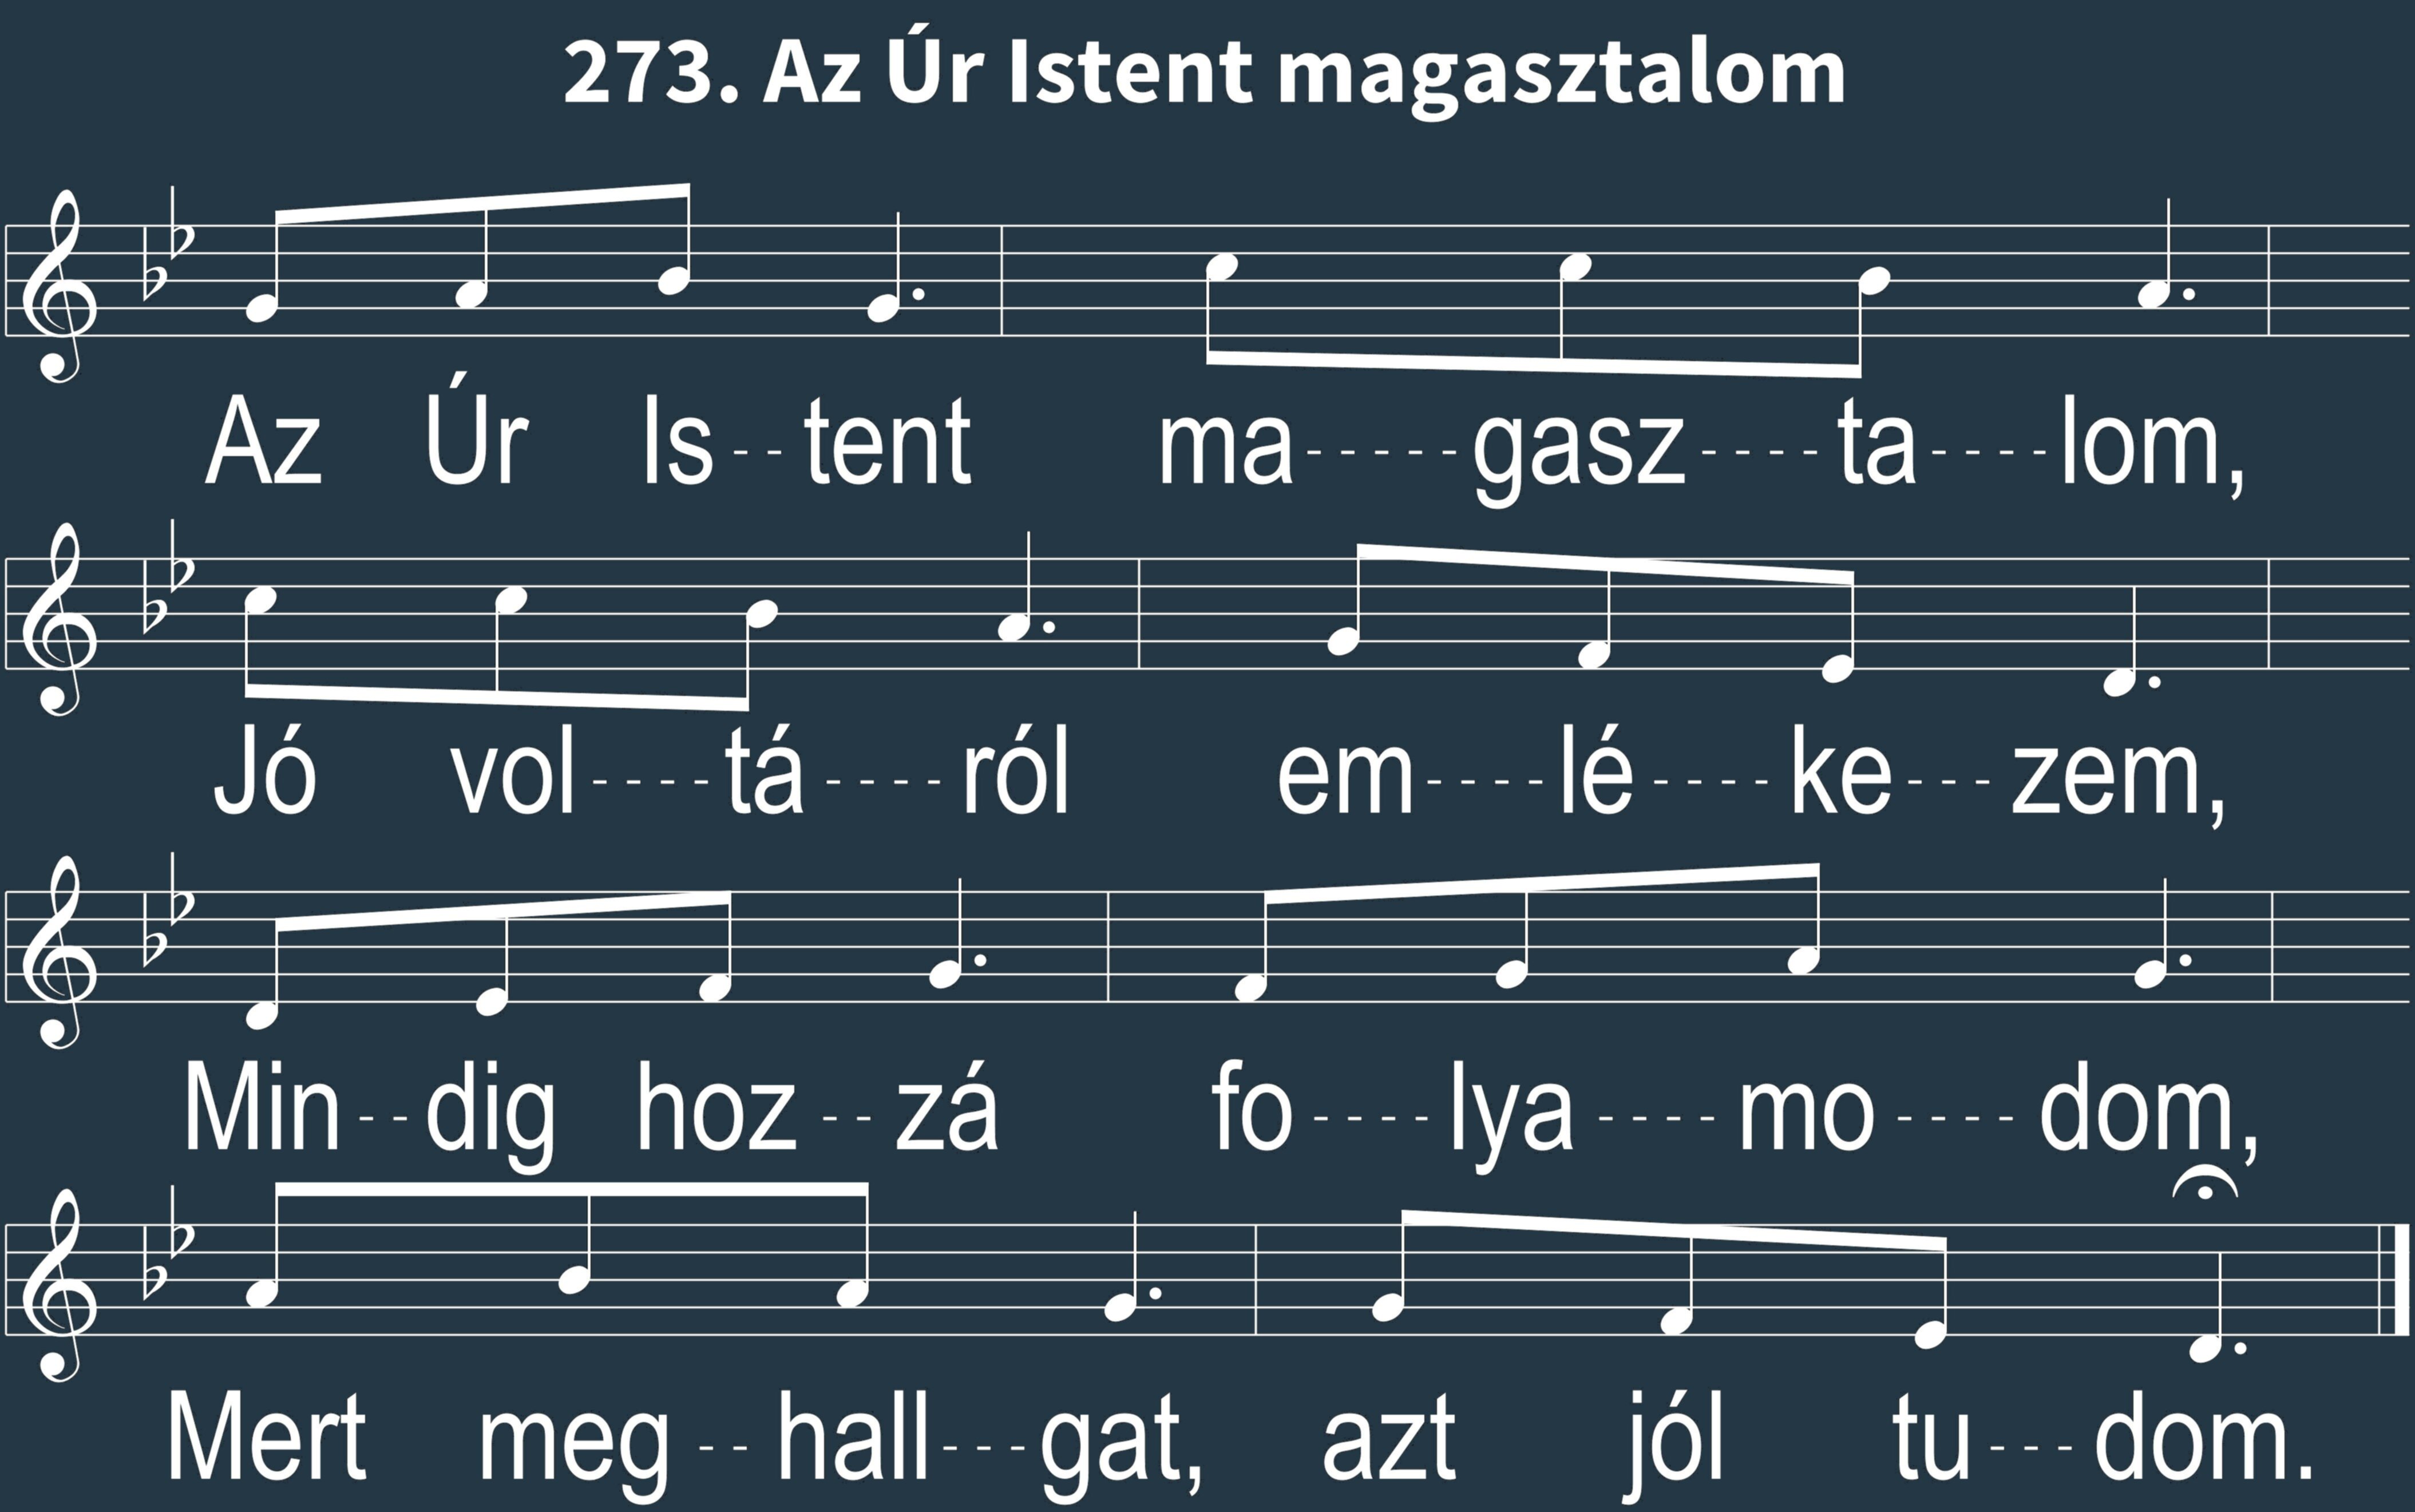 273. Az Úr Istent magasztalom
Az Úr Is--tent ma-----gasz----ta----lom,
Jó vol----tá----ról em----lé----ke---zem,
Min--dig hoz--zá fo----lya----mo----dom,
Mert meg--hall---gat, azt jól tu---dom.